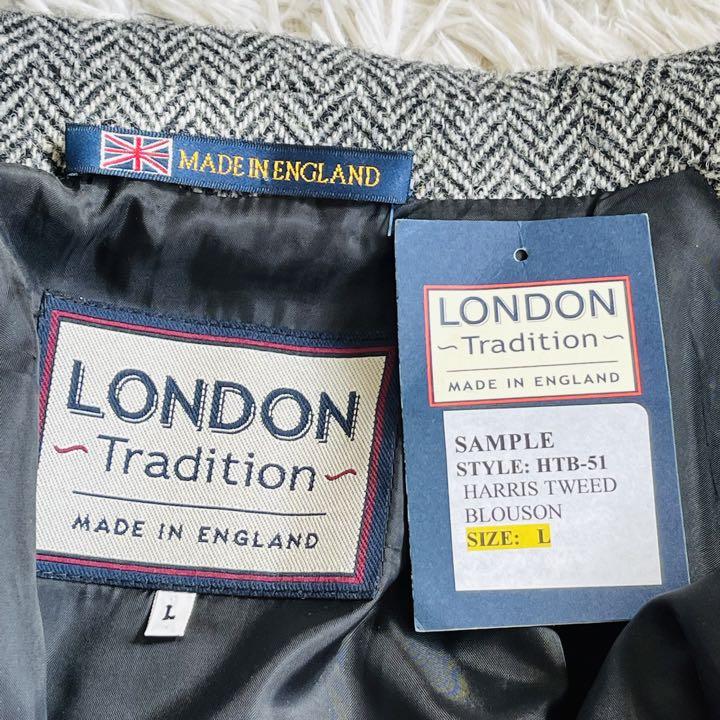 MADE IN ENGLAND
LONDON
Tradition
MADE IN ENGLAND
L
LONDON
Tradition
MADE IN ENGLAND
SAMPLE
STYLE: HTB-51
HARRIS TWEED
BLOUSON
SIZE: L